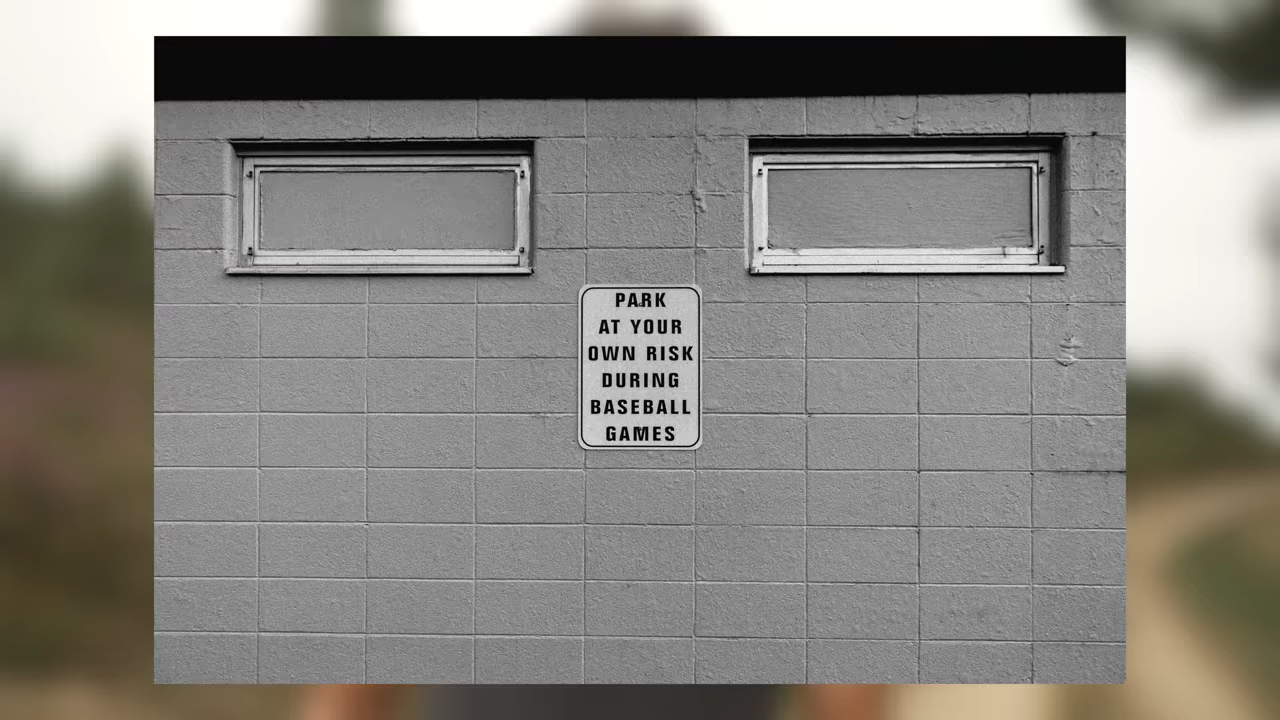 PARK
AT YOUR
OWN RISK
DURING
BASEBALL
GAMES